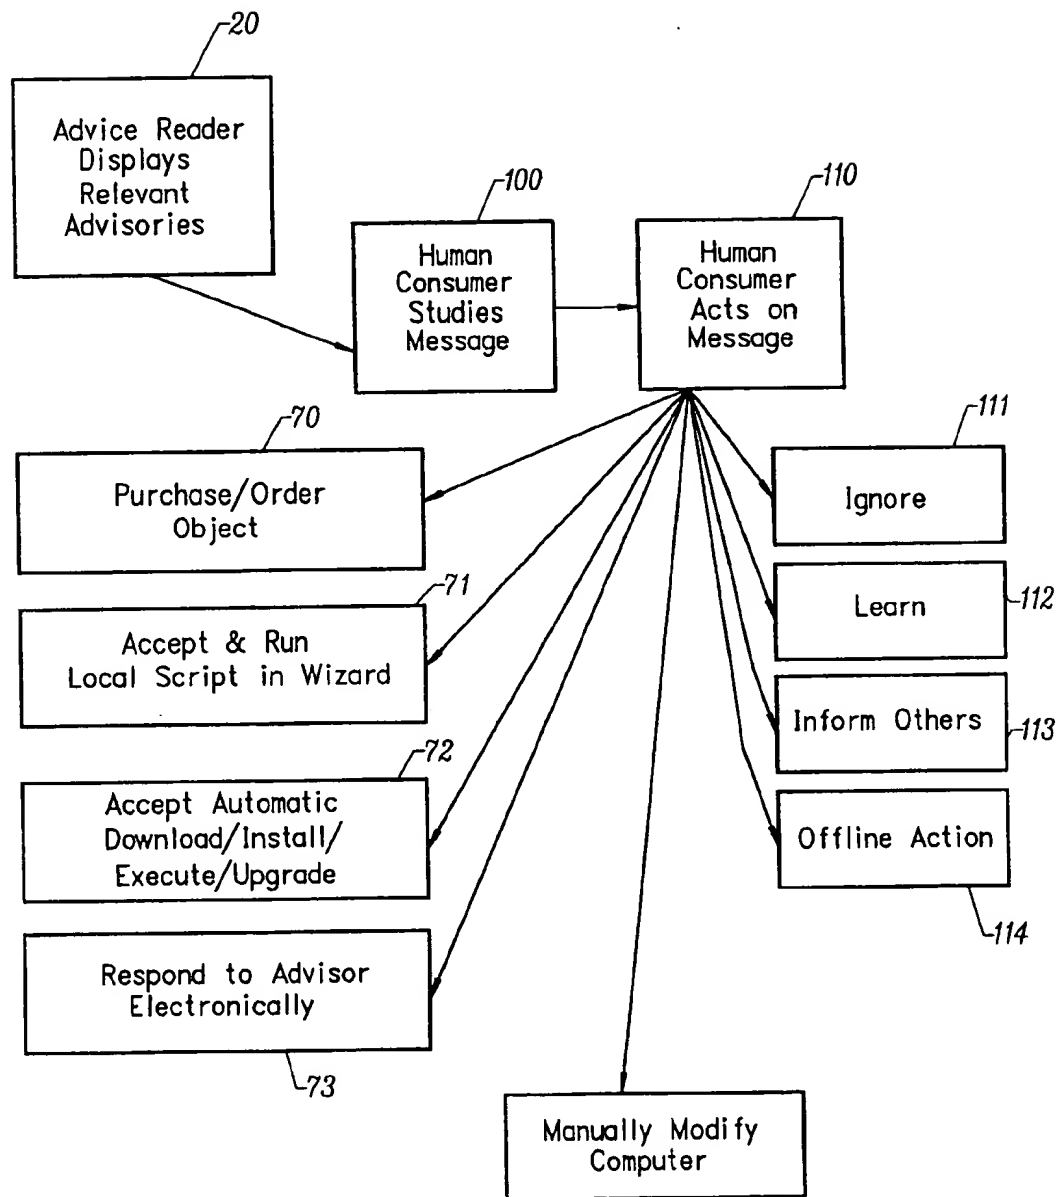 20
Advice Reader
Displays
Relevant
Advisories
100
Human
Consumer
Studies
Message
110
Human
Consumer
Acts on
Message
70
Purchase/Order
Object
71
Accept & Run
Local Script in Wizard
72
Accept Automatic
Download/Install/
Execute/Upgrade
Respond to Advisor
Electronically
73
111
Ignore
Learn
112
Inform Others
113
Offline Action
114
Manually Modify
Computer